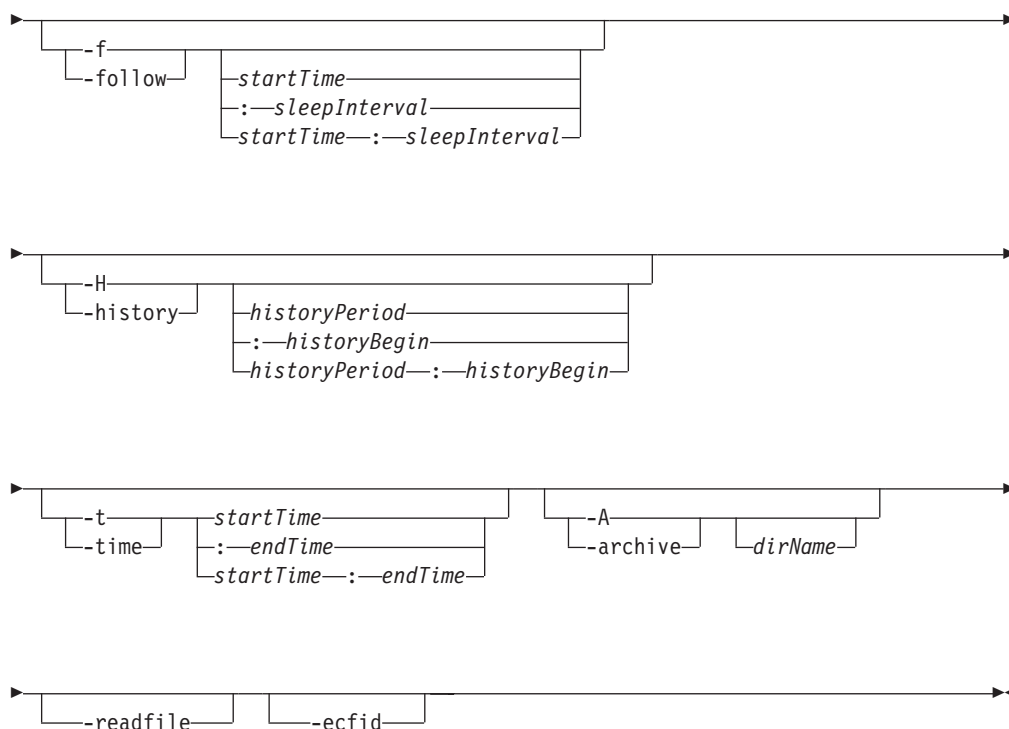 -f
-follow
startTime
: sleepInterval
startTime : sleepInterval
-H
-history
historyPeriod
: historyBegin
historyPeriod : historyBegin
-t
-time
startTime
: endTime
startTime : endTime
-A
-archive
dirName
-readfile
-ecfid